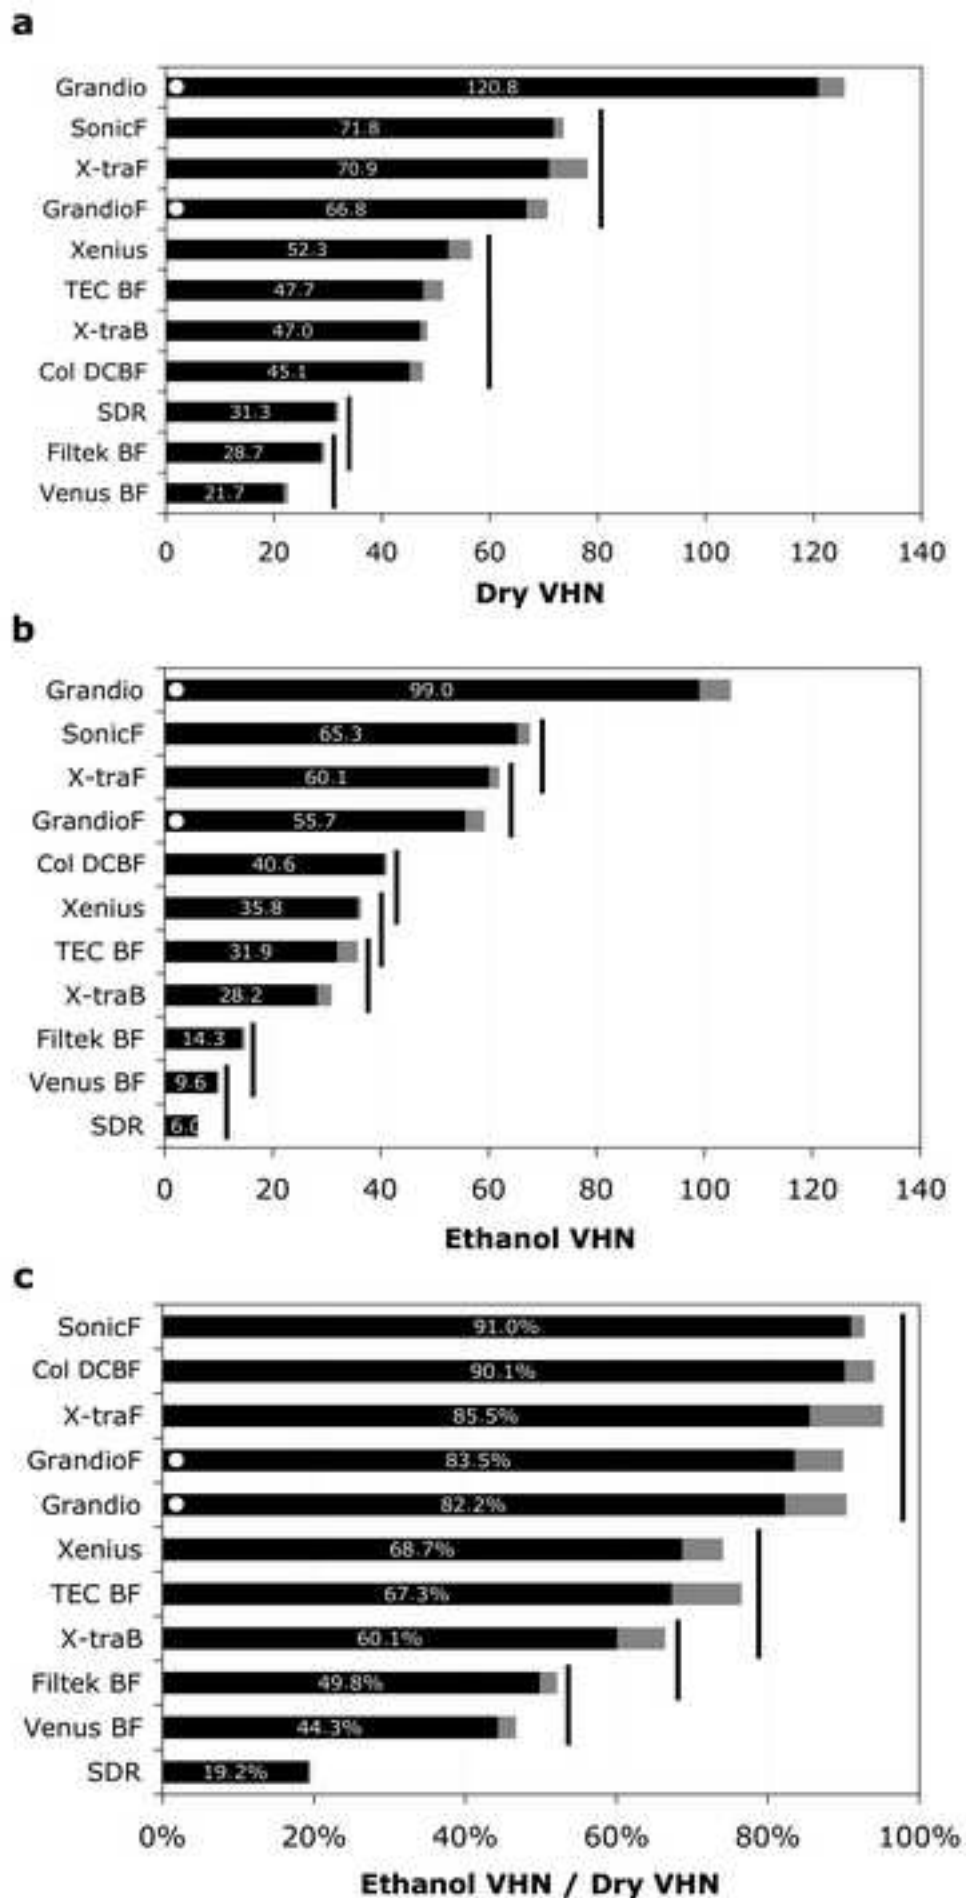 a
Grandio 120.8
SonicF 71.8
X-traF 70.9
GrandioF 66.8
Xenius 52.3
TEC BF 47.7
X-traB 47.0
Col DCBF 45.1
SDR 31.3
Filtek BF 28.7
Venus BF 21.7
0 20 40 60 80 100 120 140
Dry VHN
b
Grandio 99.0
SonicF 65.3
X-traF 60.1
GrandioF 55.7
Col DCBF 40.6
Xenius 35.8
TEC BF 31.9
X-traB 28.2
Filtek BF 14.3
Venus BF 9.6
SDR 6.0
0 20 40 60 80 100 120 140
Ethanol VHN
c
SonicF 91.0%
Col DCBF 90.1%
X-traF 85.5%
GrandioF 83.5%
Grandio 82.2%
Xenius 68.7%
TEC BF 67.3%
X-traB 60.1%
Filtek BF 49.8%
Venus BF 44.3%
SDR 19.2%
0% 20% 40% 60% 80% 100%
Ethanol VHN / Dry VHN